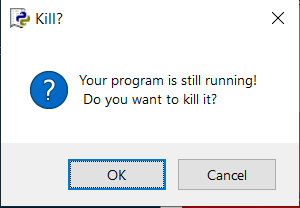 Kill?
Your program is still running!
Do you want to kill it?
OK
Cancel